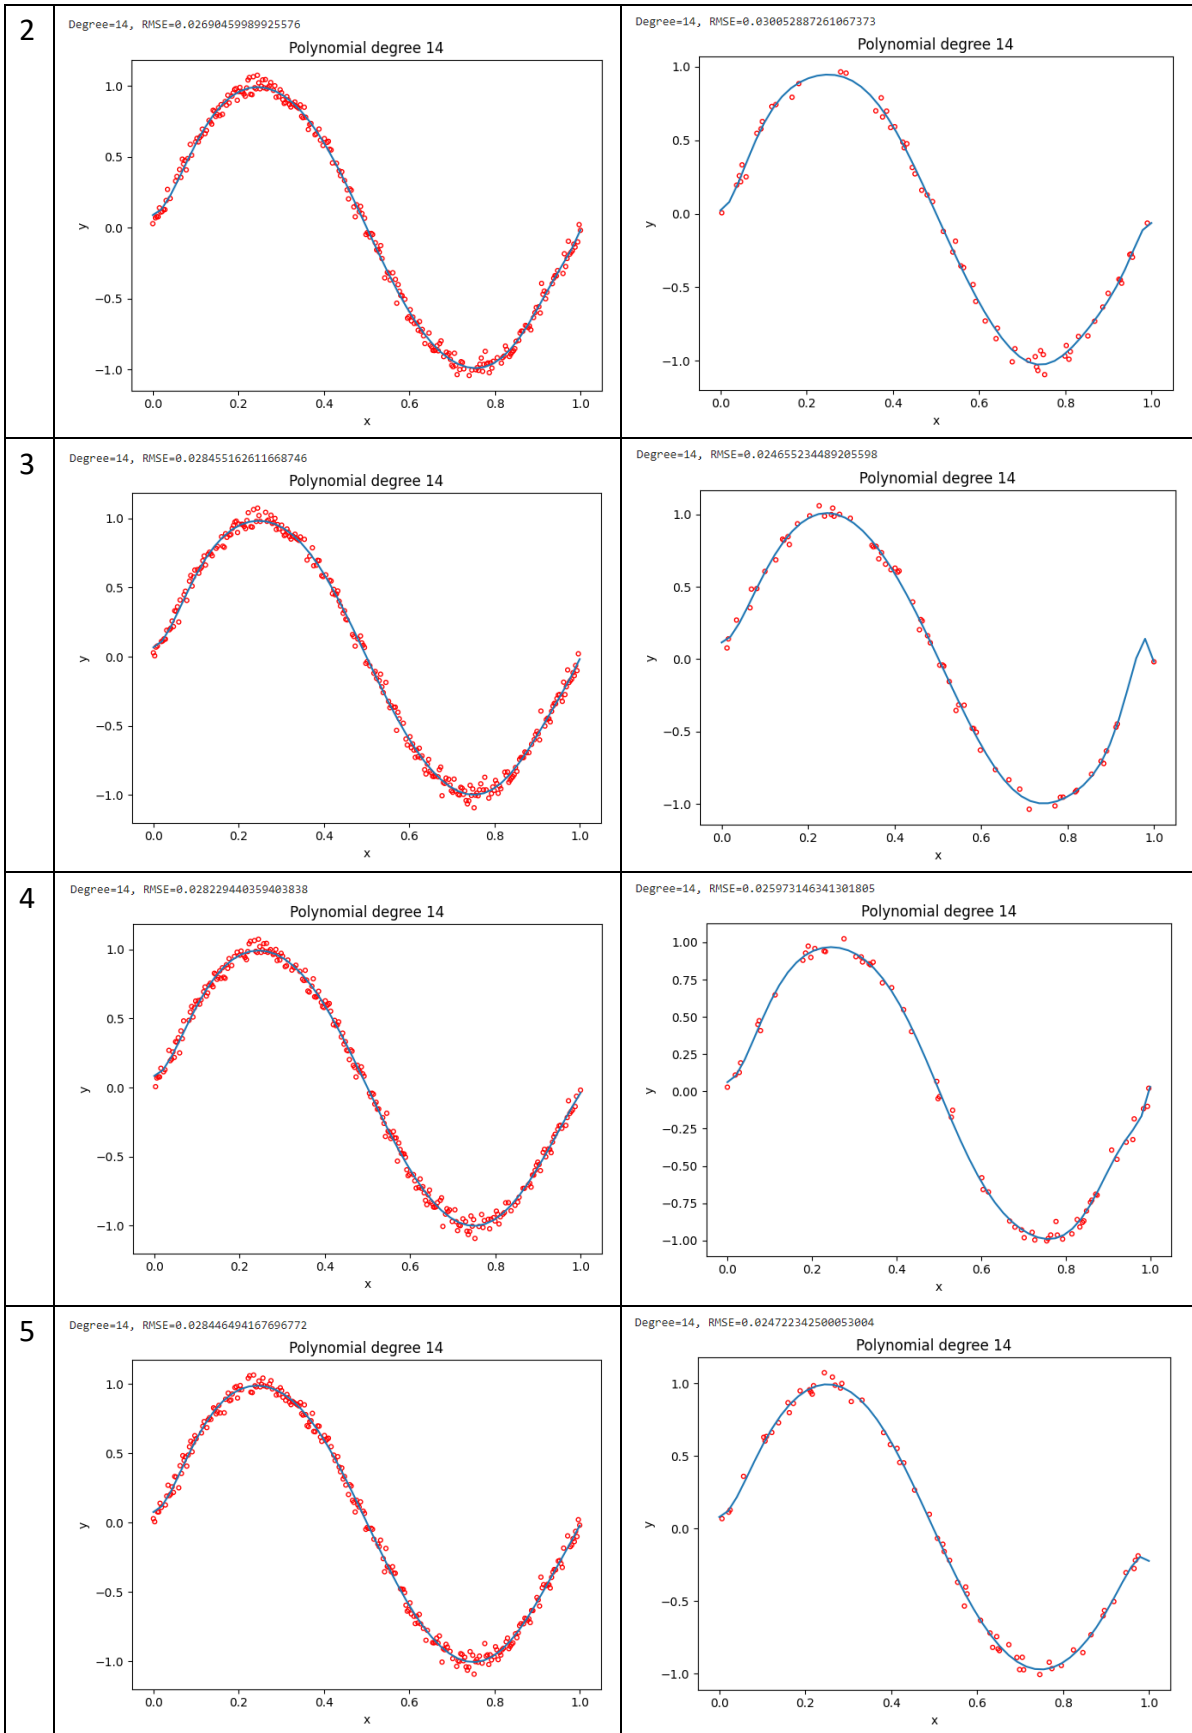 2
Degree=14, RMSE=0.02690459989925576
Polynomial degree 14
1.0
0.5
0.0
−0.5
−1.0
y
0.0 0.2 0.4 0.6 0.8 1.0
x
Degree=14, RMSE=0.030052887261067373
Polynomial degree 14
1.0
0.5
0.0
−0.5
−1.0
y
0.0 0.2 0.4 0.6 0.8 1.0
x
3
Degree=14, RMSE=0.028455162611668746
Polynomial degree 14
1.0
0.5
0.0
−0.5
−1.0
y
0.0 0.2 0.4 0.6 0.8 1.0
x
Degree=14, RMSE=0.024655234489205598
Polynomial degree 14
1.0
0.5
0.0
−0.5
−1.0
y
0.0 0.2 0.4 0.6 0.8 1.0
x
4
Degree=14, RMSE=0.028229440359403838
Polynomial degree 14
1.0
0.5
0.0
−0.5
−1.0
y
0.0 0.2 0.4 0.6 0.8 1.0
x
Degree=14, RMSE=0.025973146341301805
Polynomial degree 14
1.00
0.75
0.50
0.25
0.00
−0.25
−0.50
−0.75
−1.00
y
0.0 0.2 0.4 0.6 0.8 1.0
x
5
Degree=14, RMSE=0.028446494167696772
Polynomial degree 14
1.0
0.5
0.0
−0.5
−1.0
y
0.0 0.2 0.4 0.6 0.8 1.0
x
Degree=14, RMSE=0.024722342500053004
Polynomial degree 14
1.0
0.5
0.0
−0.5
−1.0
y
0.0 0.2 0.4 0.6 0.8 1.0
x